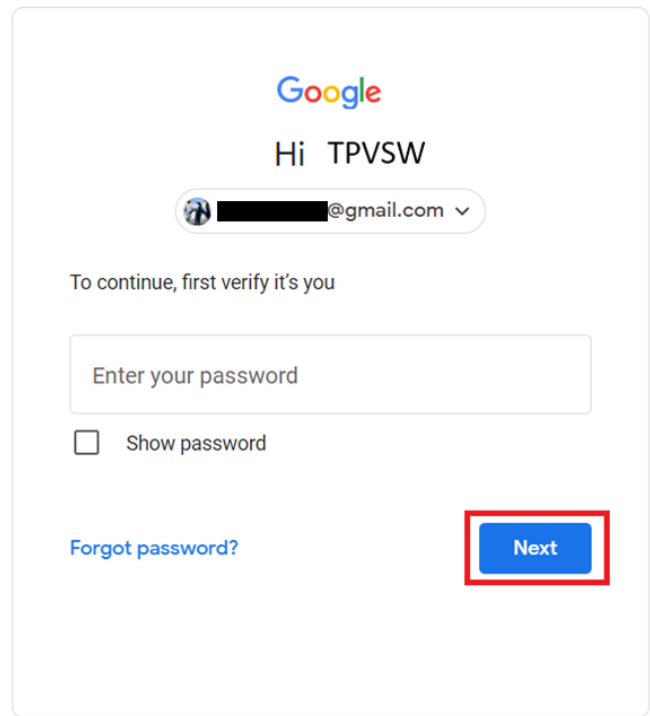 Google
Hi TPVSW
@gmail.com
To continue, first verify it's you
Enter your password
Show password
Forgot password?
Next